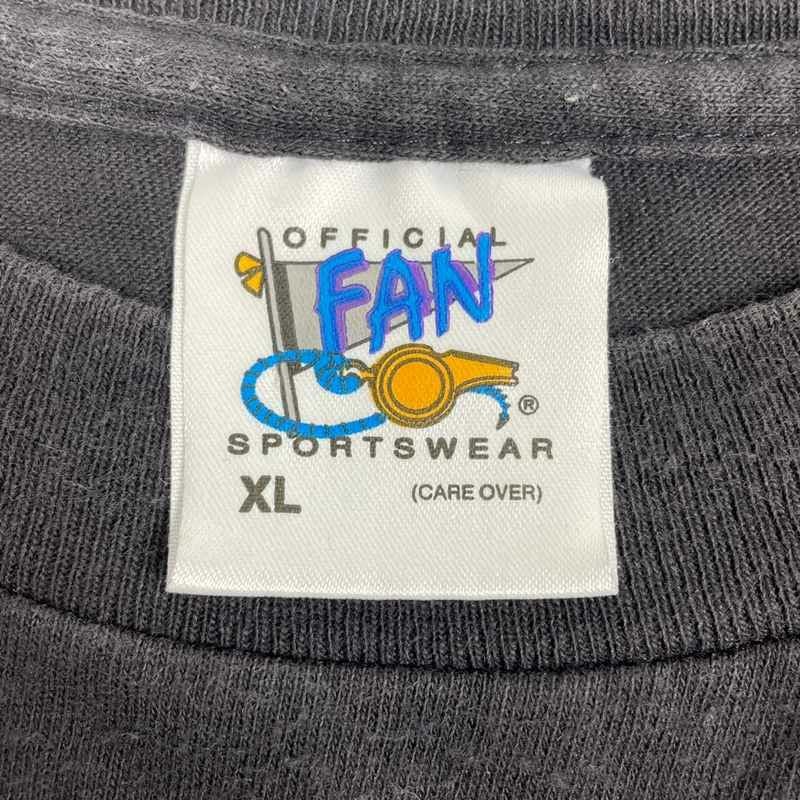 OFFICIAL
FAN
®
SPORTSWEAR
XL (CARE OVER)